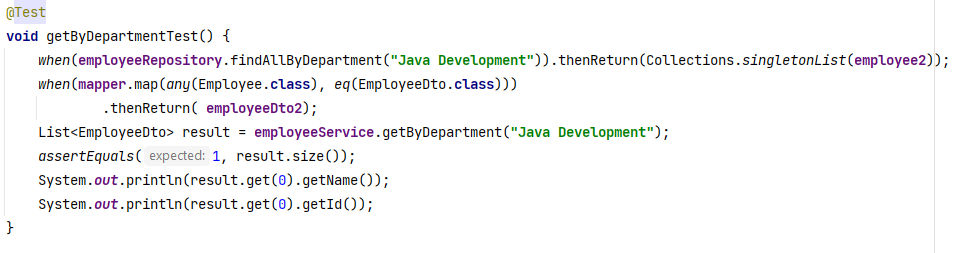 @Test
void getByDepartmentTest() {
    when(employeeRepository.findAllByDepartment("Java Development")).thenReturn(Collections.singletonList(employee2));
    when(mapper.map(any(Employee.class), eq(EmployeeDto.class)))
            .thenReturn( employeeDto2);
    List<EmployeeDto> result = employeeService.getByDepartment("Java Development");
    assertEquals( expected: 1, result.size());
    System.out.println(result.get(0).getName());
    System.out.println(result.get(0).getId());
}